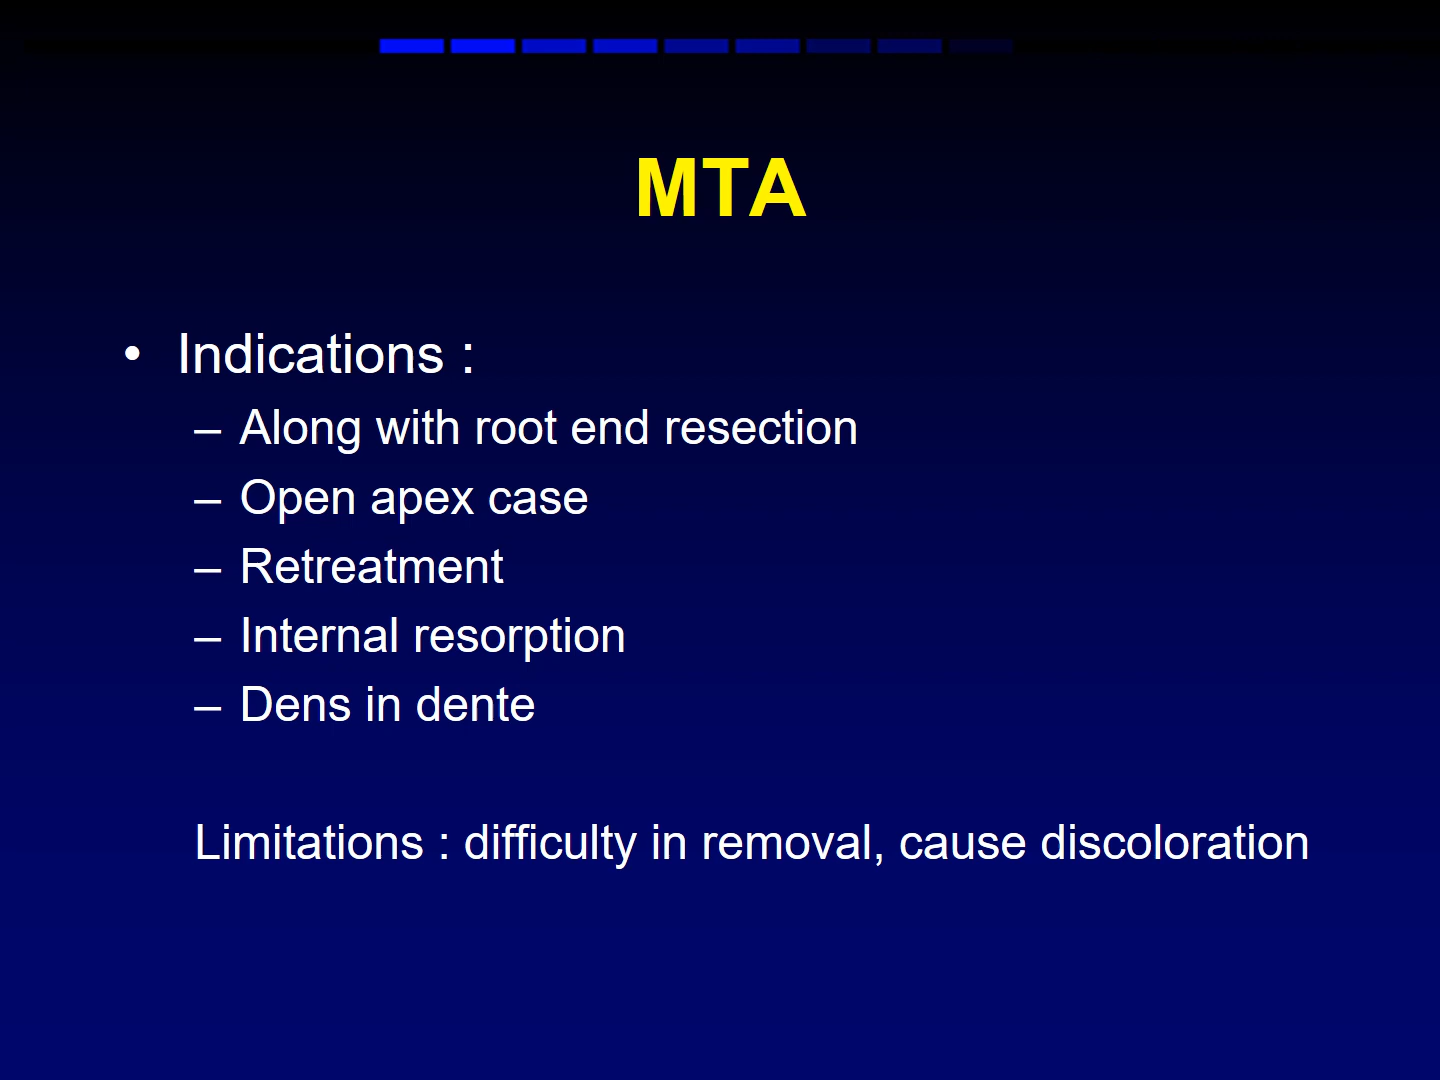 MTA
• Indications :
– Along with root end resection
– Open apex case
– Retreatment
– Internal resorption
– Dens in dente
Limitations : difficulty in removal, cause discoloration